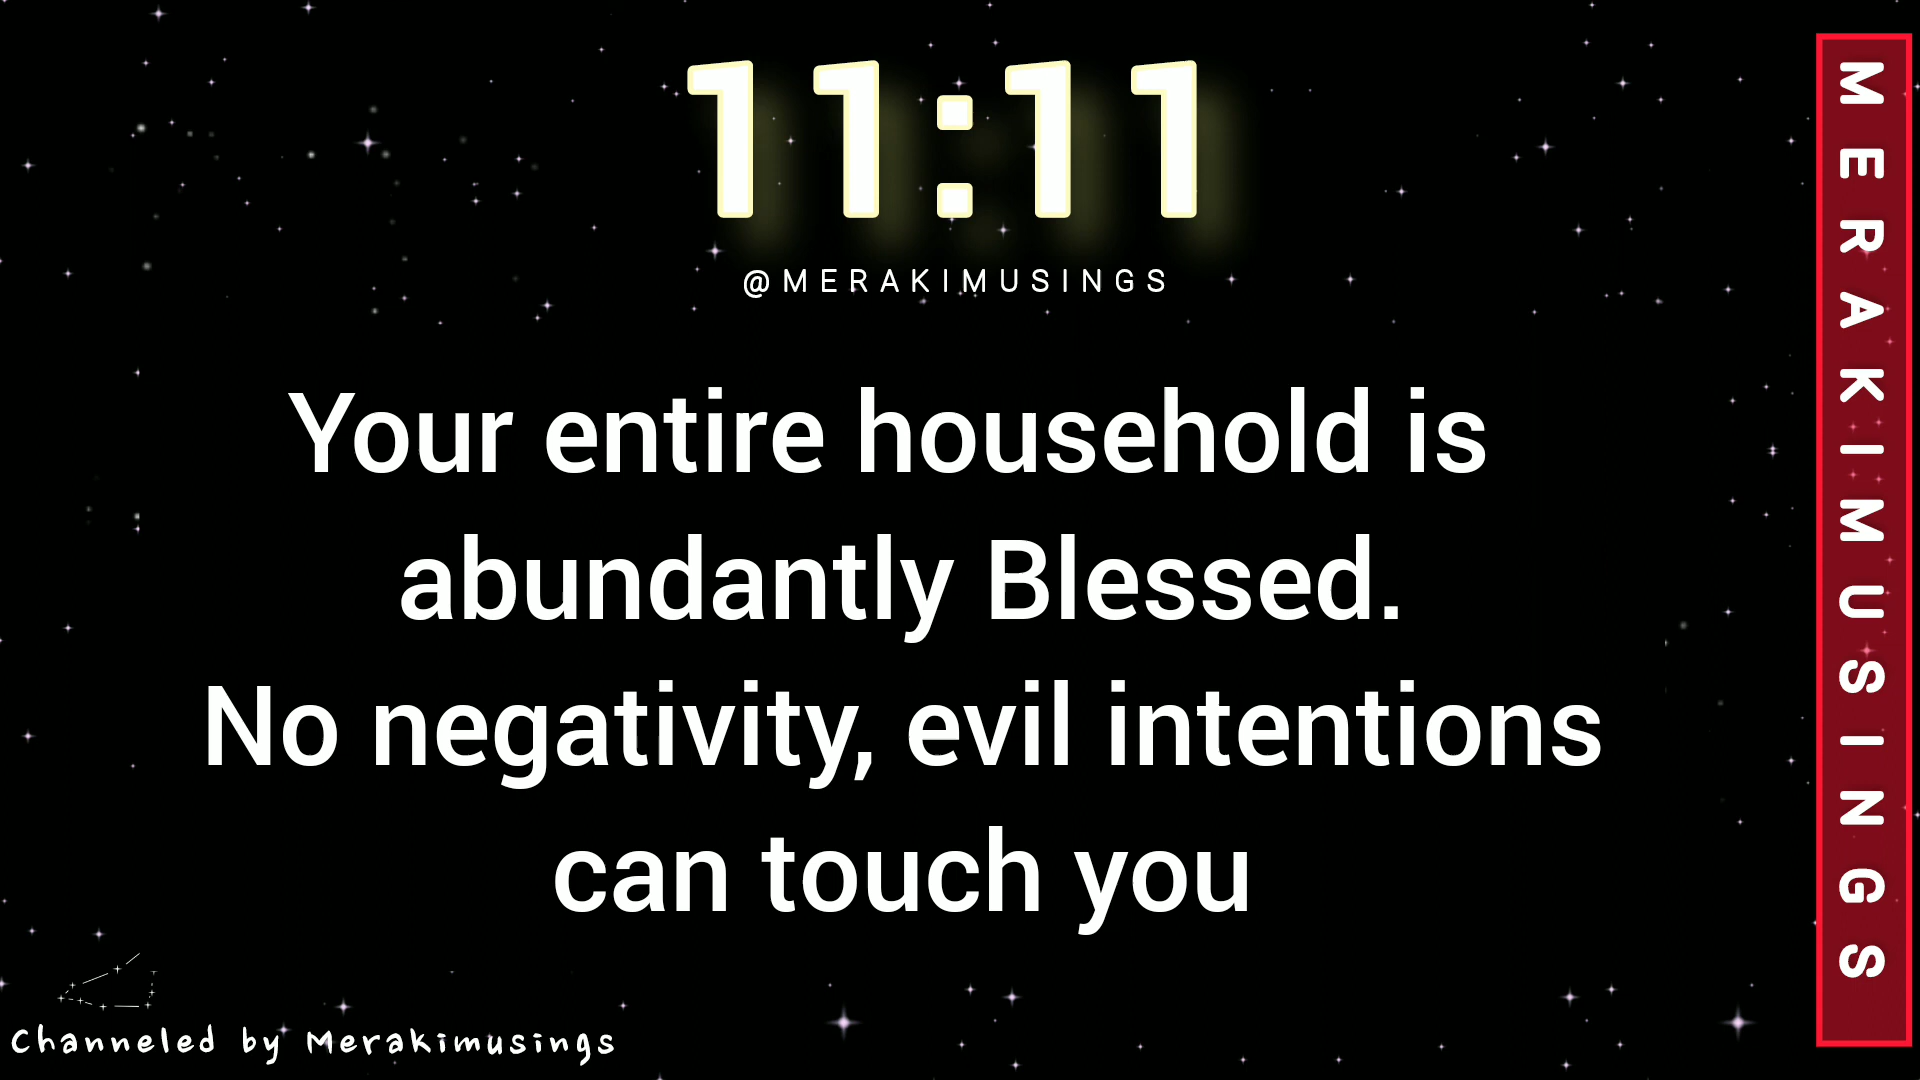 11:11
@MERAKIMUSINGS
Your entire household is
abundantly Blessed.
No negativity, evil intentions
can touch you
Channeled by Merakimusings
MERAKIMUSINGS